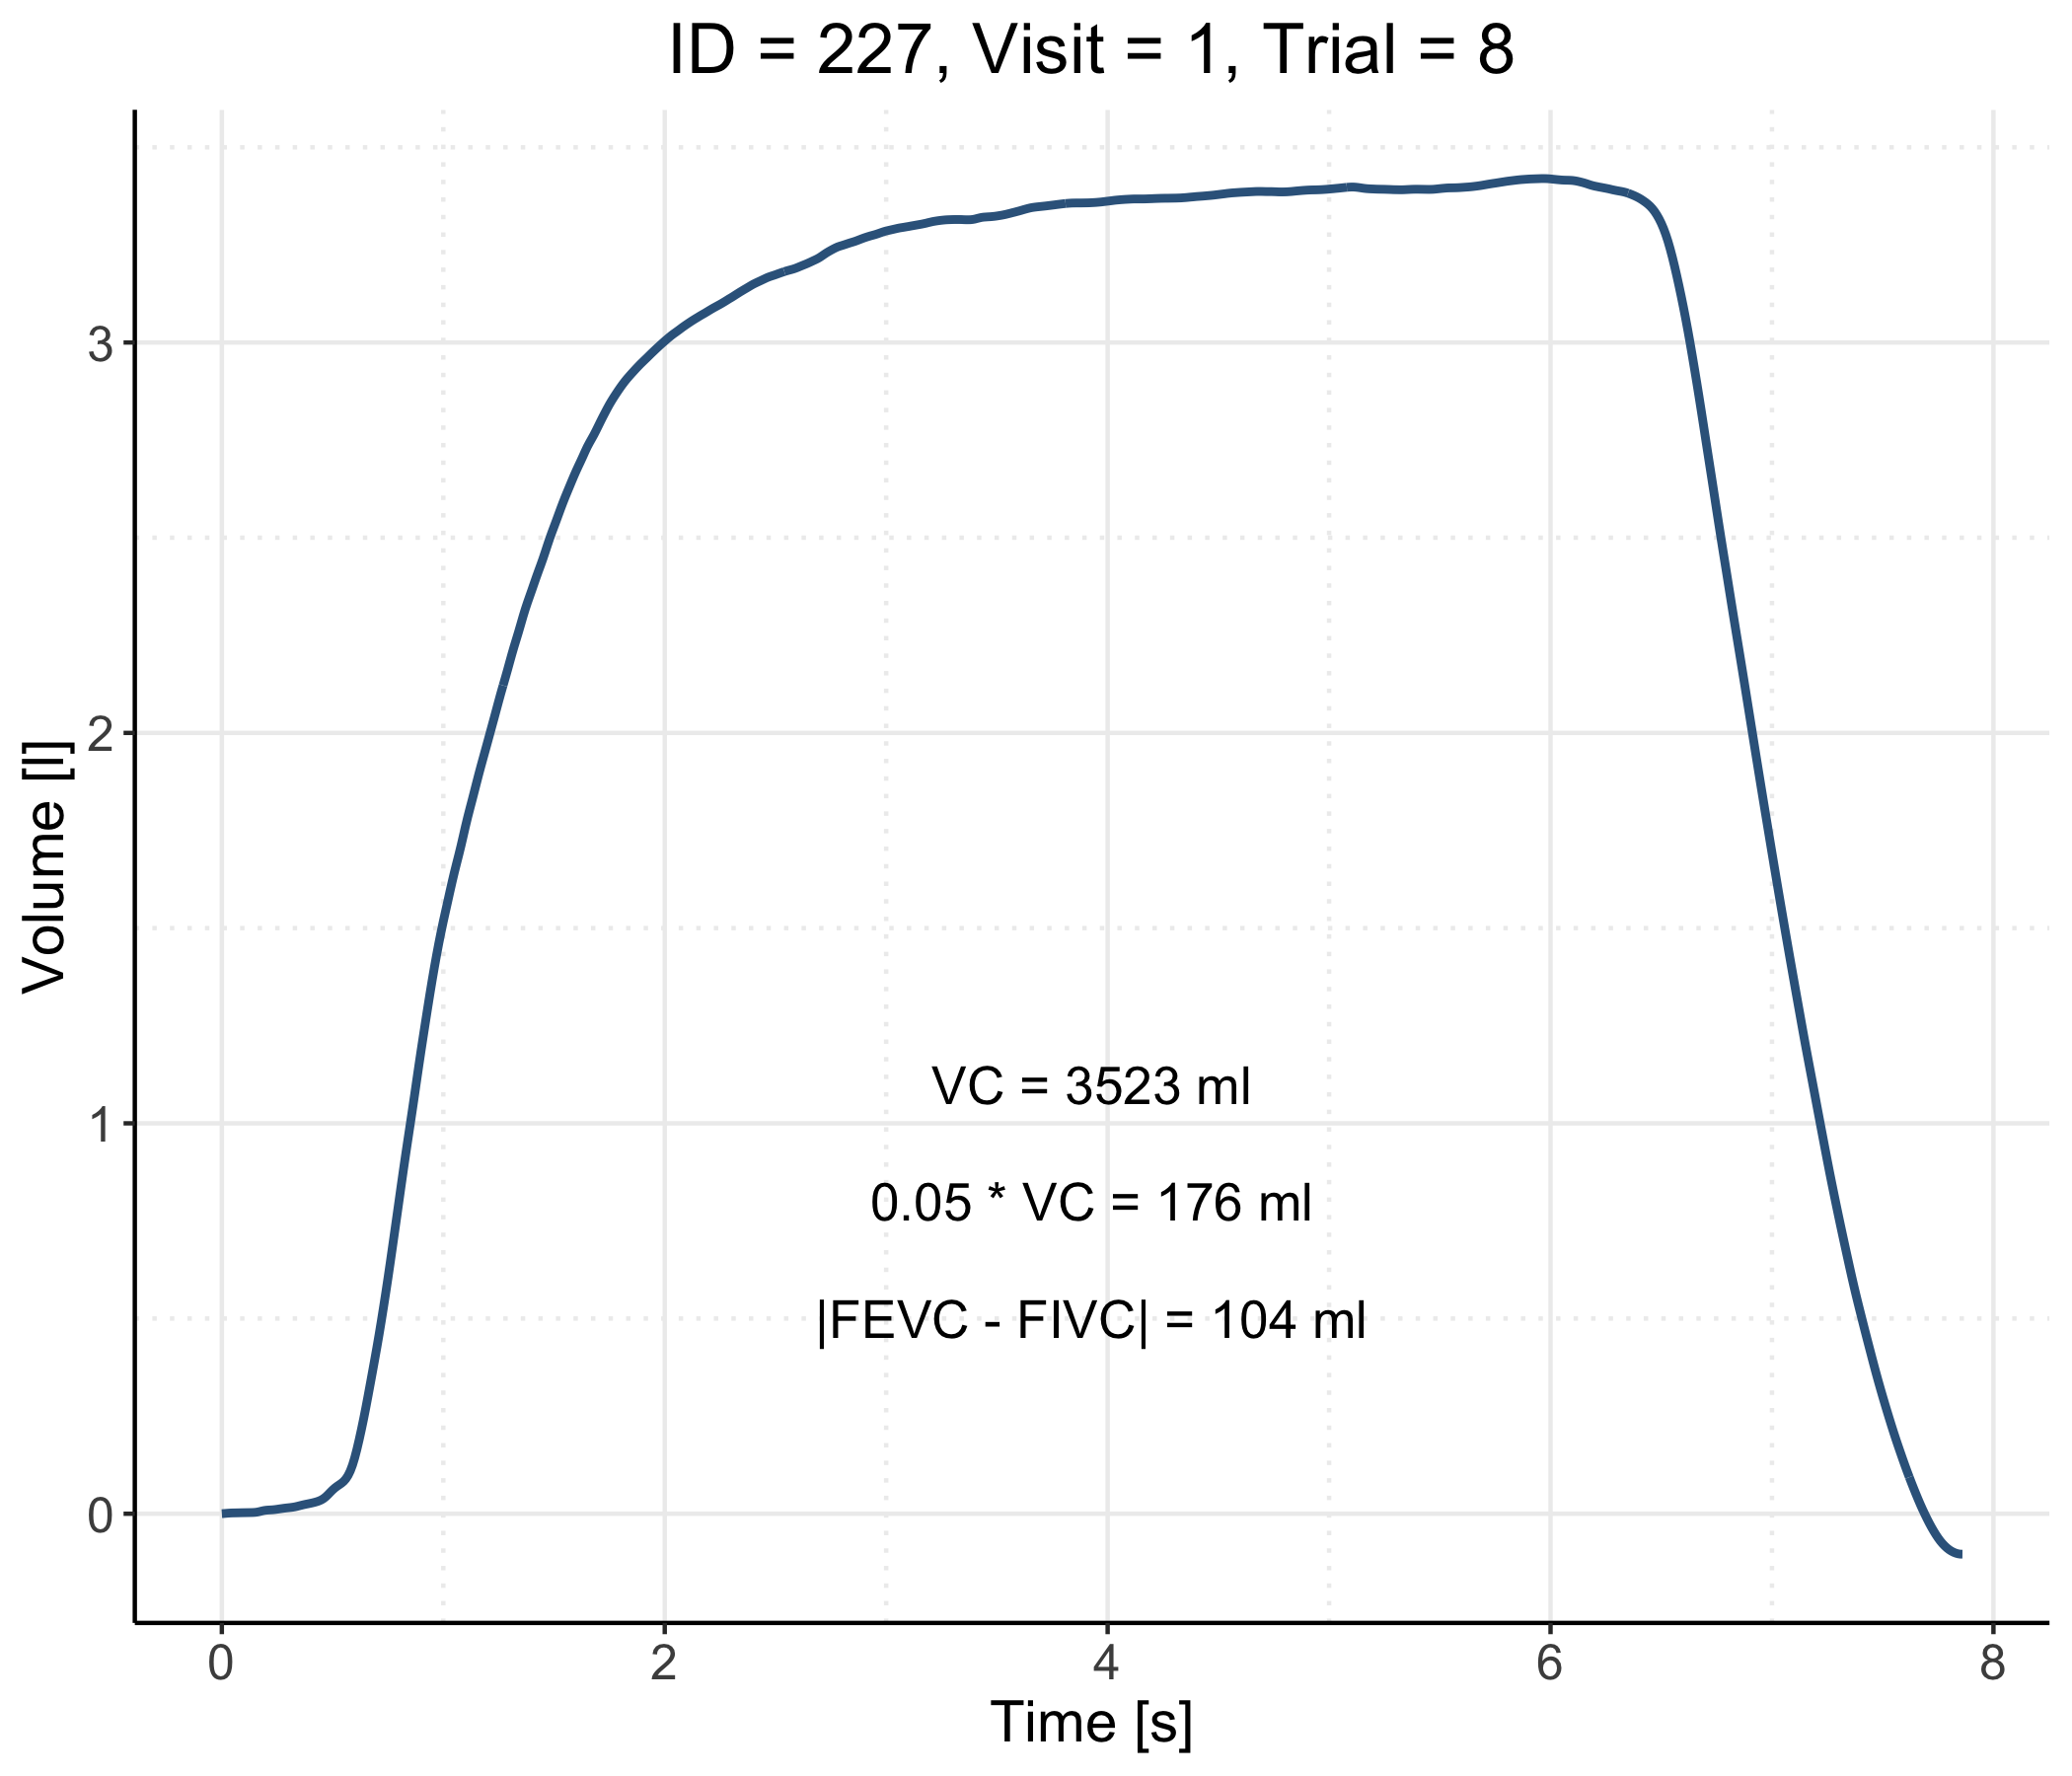 ID = 227, Visit = 1, Trial = 8
Volume [l]
3
2
1
0
VC = 3523 ml
0.05 * VC = 176 ml
|FEVC - FIVC| = 104 ml
0 2 4 6 8
Time [s]